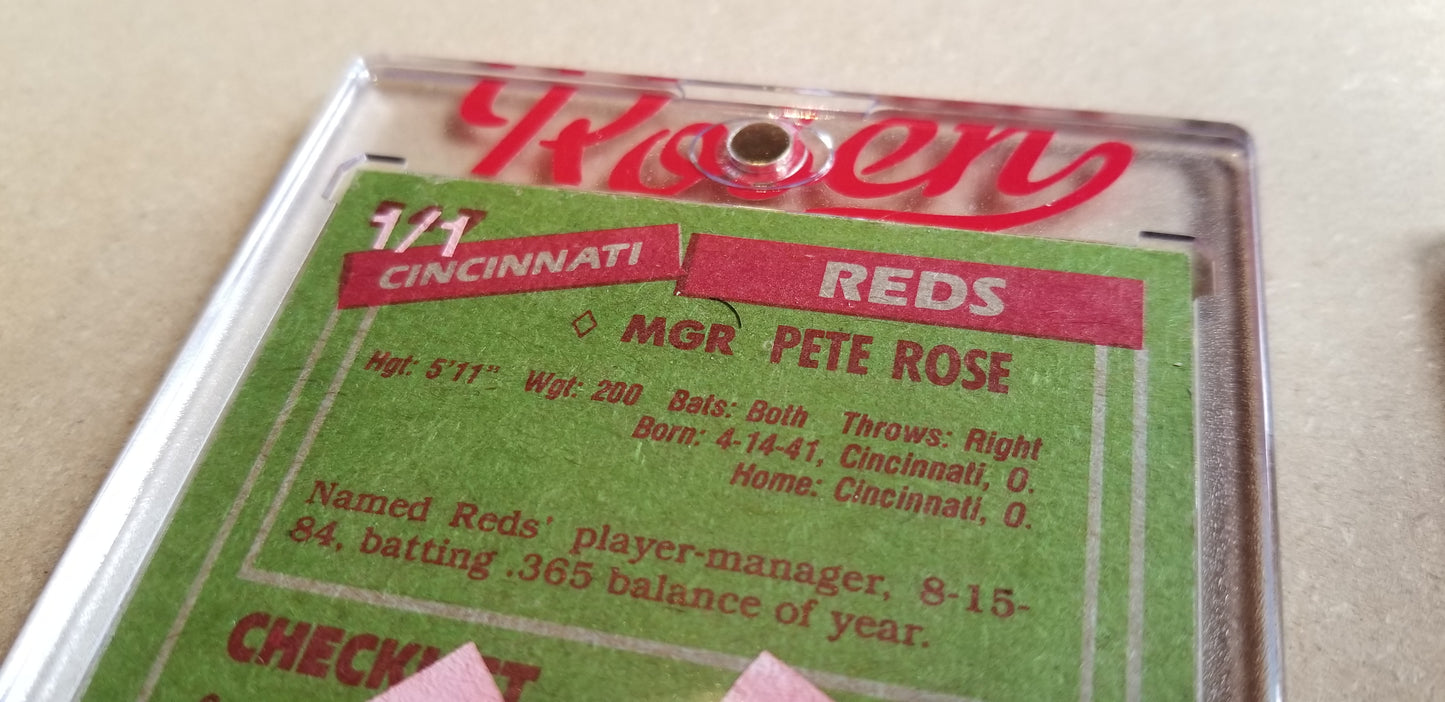 Rosen
1/1
CINCINNATI REDS
◇ MGR PETE ROSE
Hgt: 5'11" Wgt: 200 Bats: Both Throws: Right
Born: 4-14-41, Cincinnati, O.
Home: Cincinnati, O.
Named Reds' player-manager, 8-15-
84, batting .365 balance of year.
CHECKLIST